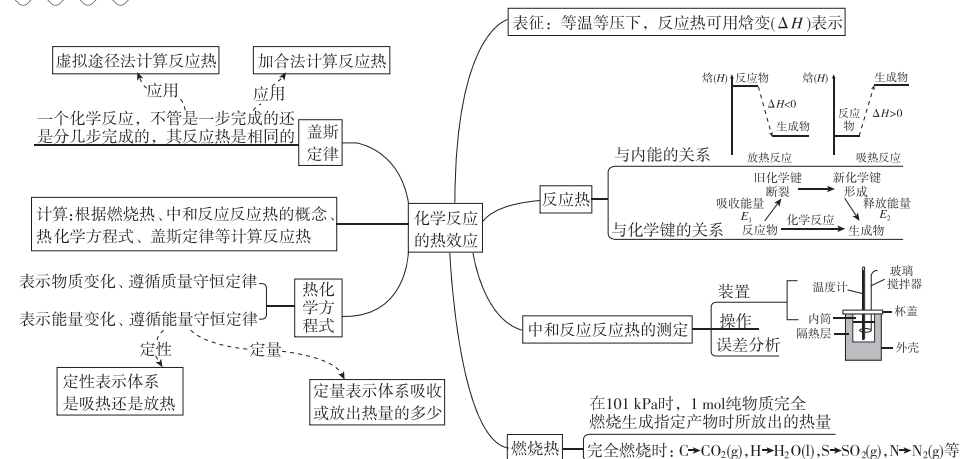 表征：等温等压下，反应热可用焓变(ΔH)表示
虚拟途径法计算反应热
加合法计算反应热
应用
应用
一个化学反应，不管是一步完成的还
是分几步完成的，其反应热是相同的
盖斯
定律
计算:根据燃烧热、中和反应反应热的概念、
热化学方程式、盖斯定律等计算反应热
表示物质变化、遵循质量守恒定律
表示能量变化、遵循能量守恒定律
热化
学方
程式
定性
定量
定性表示体系
是吸热还是放热
定量表示体系吸收
或放出热量的多少
化学反应
的热效应
反应热
与内能的关系
焓(H)
反应物
ΔH<0
生成物
放热反应
焓(H)
生成物
反应
物
ΔH>0
吸热反应
与化学键的关系
旧化学键
断裂
新化学键
形成
吸收能量
E₁
释放能量
E₂
反应物
化学反应
生成物
中和反应反应热的测定
装置
操作
误差分析
温度计
玻璃
搅拌器
内筒
隔热层
杯盖
外壳
燃烧热
在101 kPa时，1 mol纯物质完全
燃烧生成指定产物时所放出的热量
完全燃烧时：C→CO₂(g),H→H₂O(l),S→SO₂(g),N→N₂(g)等